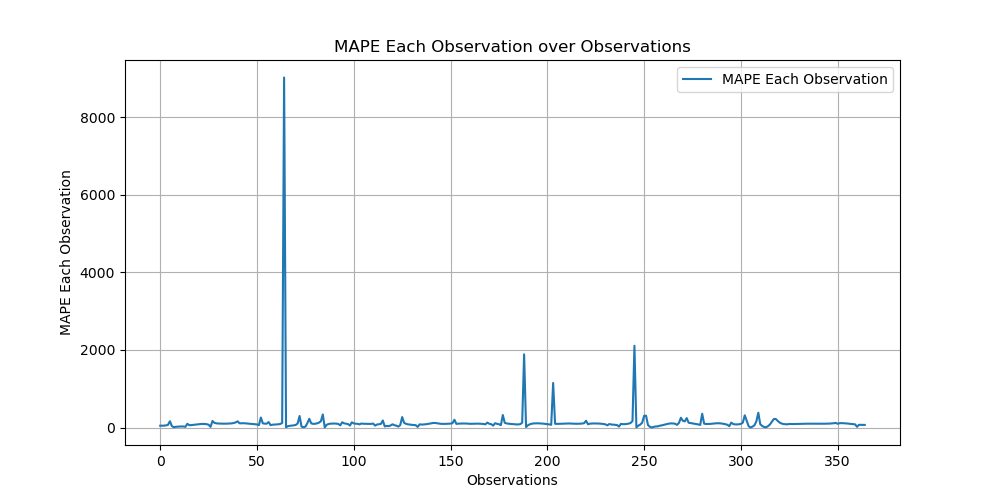 MAPE Each Observation over Observations
MAPE Each Observation
MAPE Each Observation
8000
6000
4000
2000
0
0 50 100 150 200 250 300 350
Observations